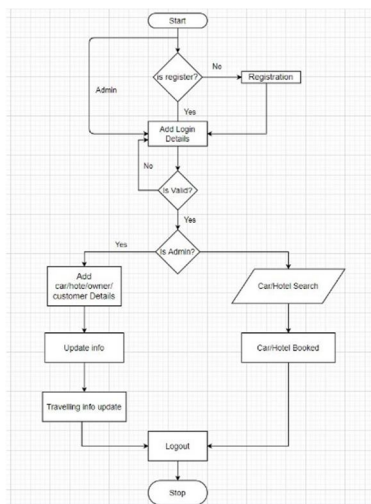 Start
is register?
No
Registration
Admin
Yes
Add Login
Details
No
Is Valid?
Yes
Yes
Is Admin?
Add
car/hote/owner/
customer Details
Car/Hotel Search
Update info
Car/Hotel Booked
Travelling info update
Logout
Stop